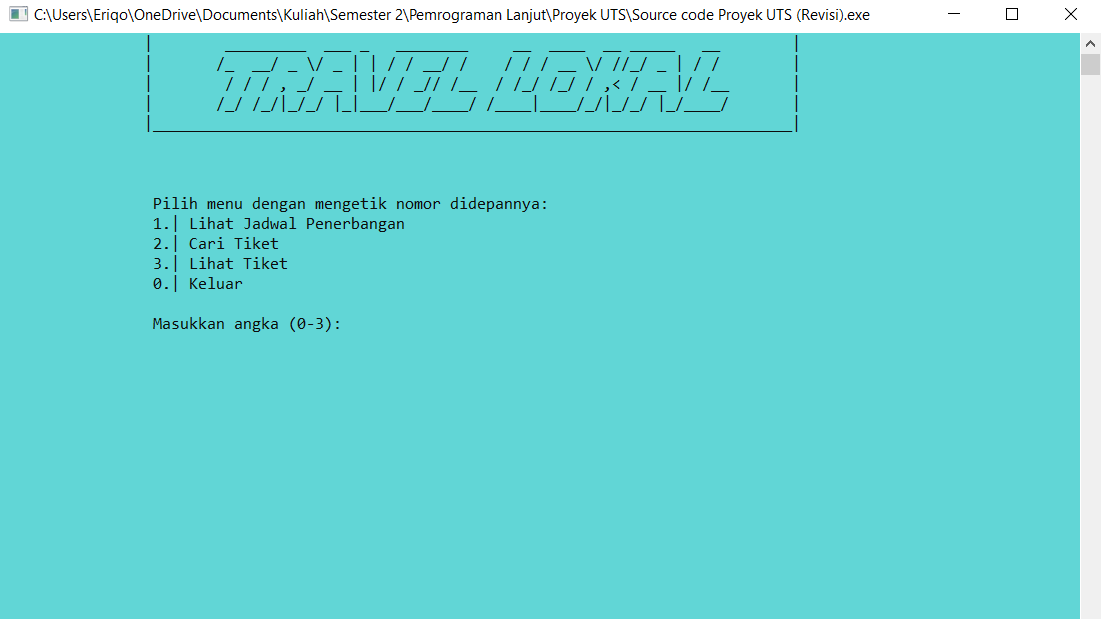 C:\Users\Eriqo\OneDrive\Documents\Kuliah\Semester 2\Pemrograman Lanjut\Proyek UTS\Source code Proyek UTS (Revisi).exe
TRAVEL LOKAL
Pilih menu dengan mengetik nomor didepannya:
1.| Lihat Jadwal Penerbangan
2.| Cari Tiket
3.| Lihat Tiket
0.| Keluar
Masukkan angka (0-3):